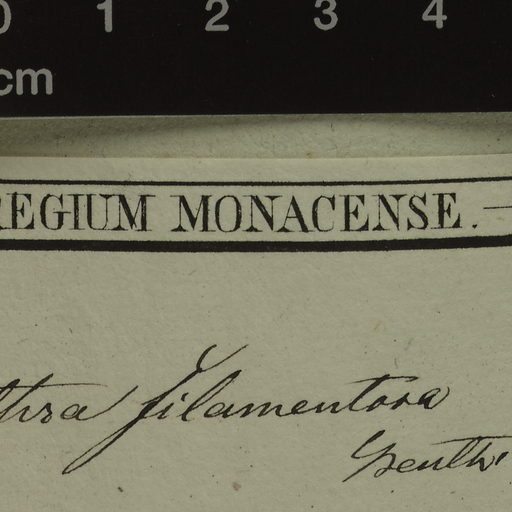 0 1 2 3 4
cm
REGIUM MONACENSE.
thra filamentosa
Benth